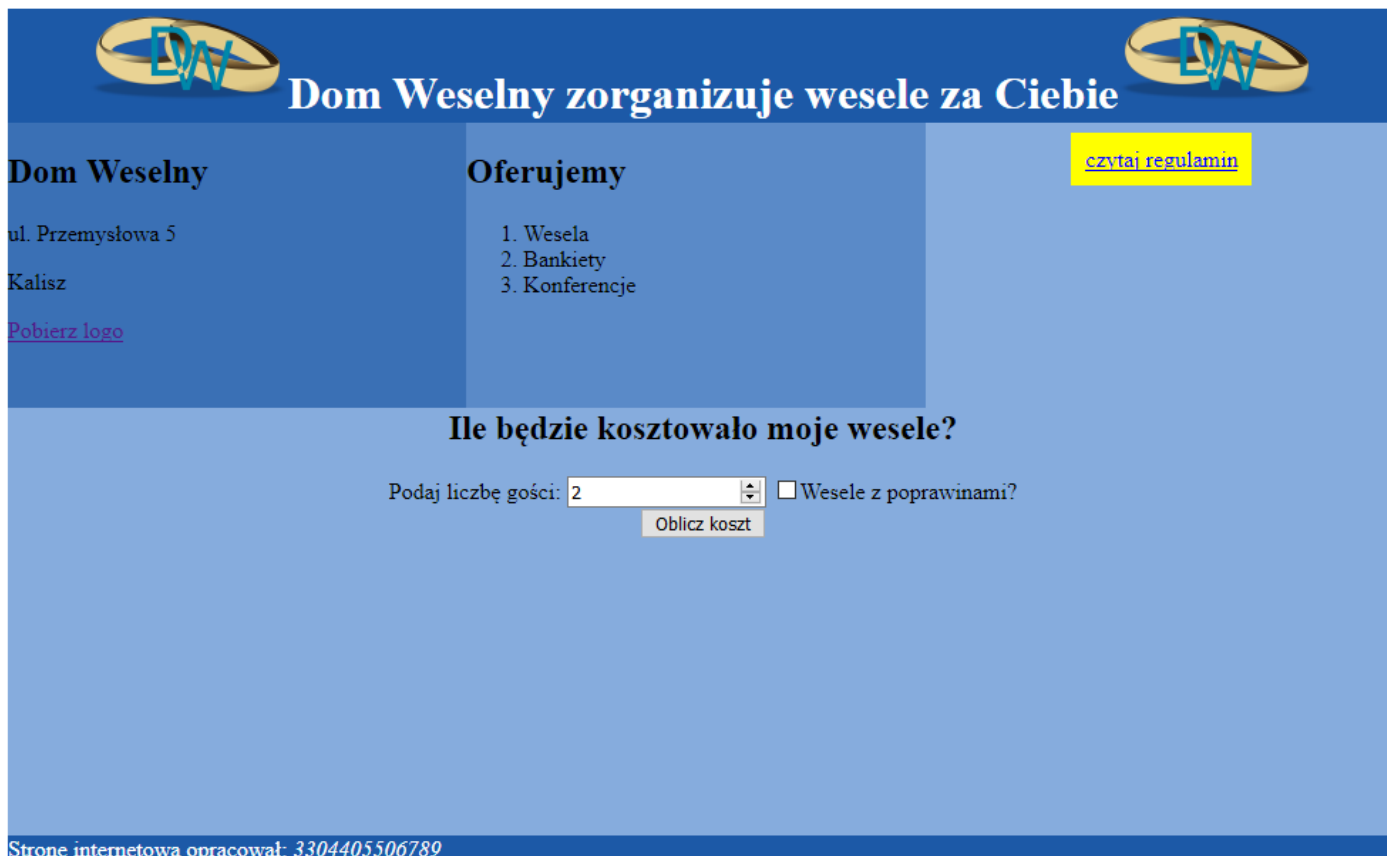 DW
Dom Weselny zorganizuje wesele za Ciebie
DW
Dom Weselny
ul. Przemysłowa 5
Kalisz
Pobierz logo
Oferujemy
1. Wesela
2. Bankiety
3. Konferencje
czytaj regulamin
Ile będzie kosztowało moje wesele?
Podaj liczbę gości: 2 Wesele z poprawinami?
Oblicz koszt
Stronę internetową opracował: 3304405506789